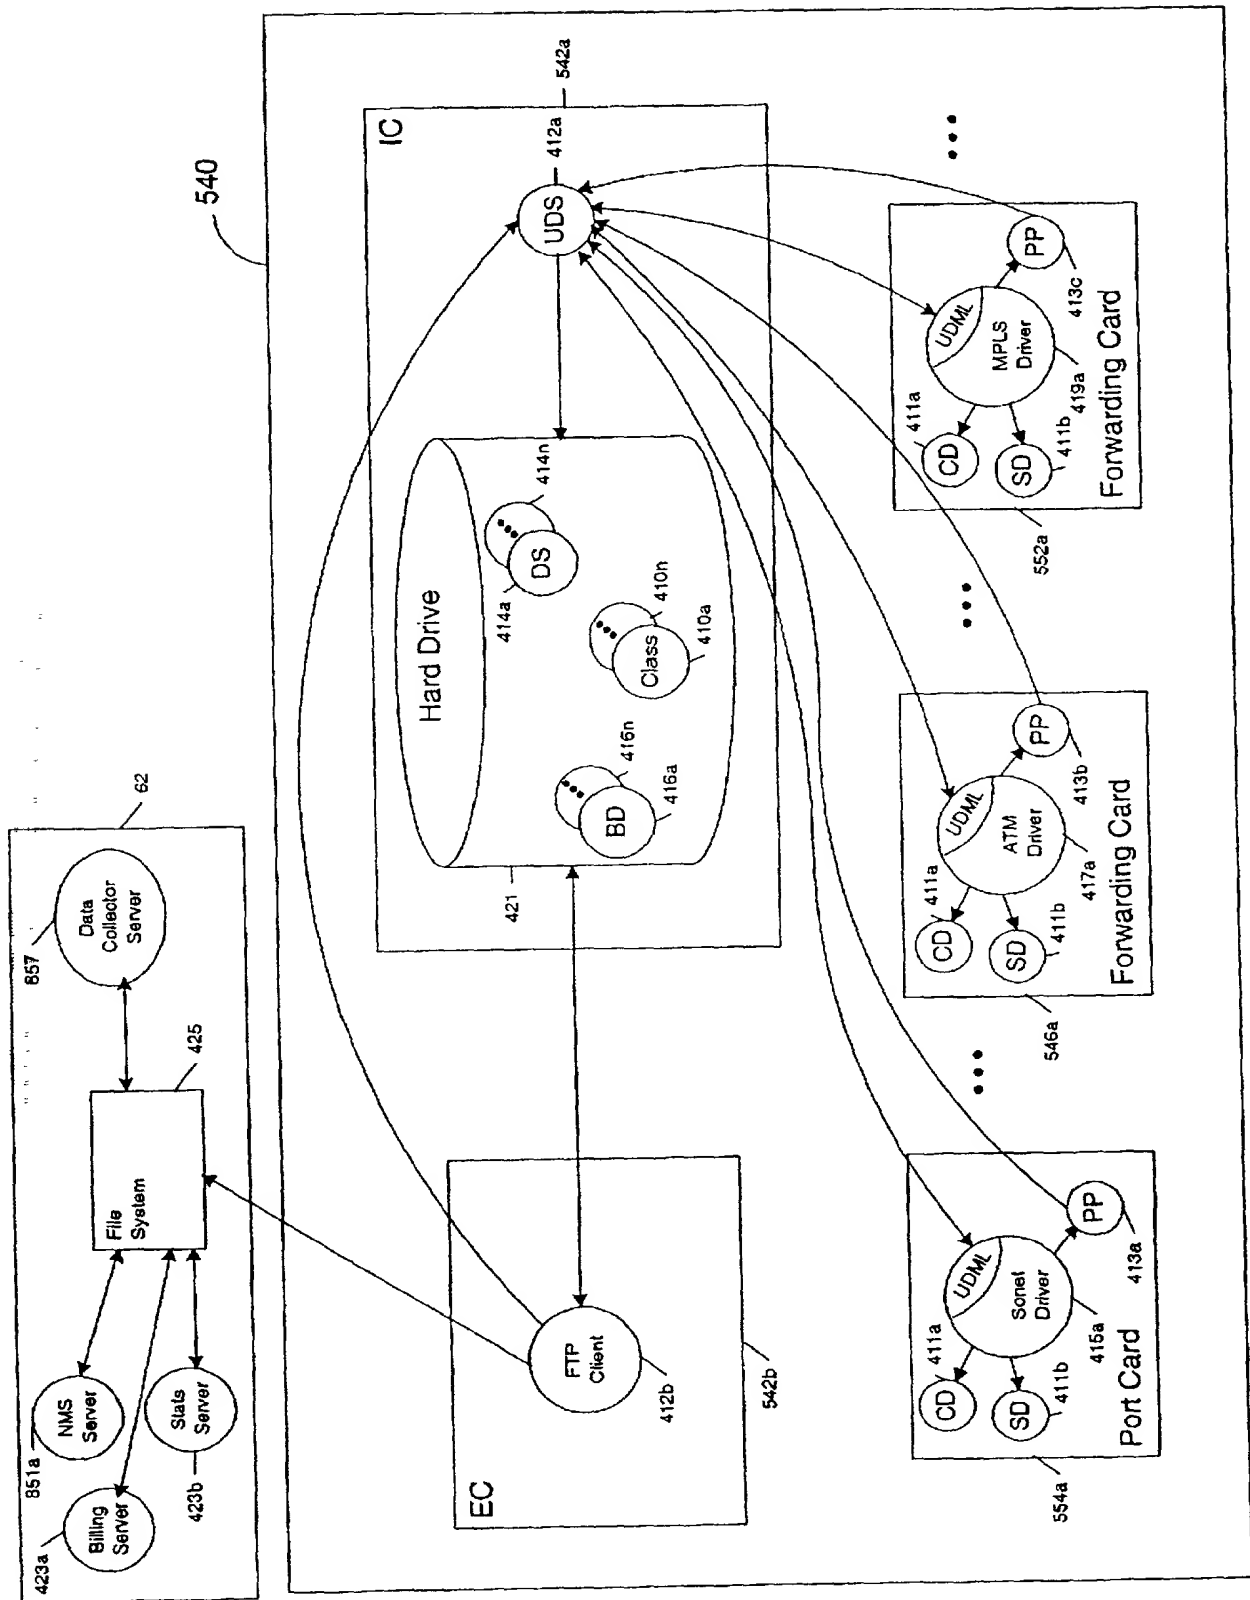 62
857
Data
Collector
Server
425
File
System
851a
NMS
Server
423a
Billing
Server
423b
Stats
Server
540
IC
542a
UDS
412a
Hard Drive
421
414n
DS
414a
410n
Class
410a
416n
BD
416a
EC
542b
FTP
Client
412b
554a
Port Card
411a
CD
411b
SD
UDML
Sonet
Driver
415a
PP
413a
•••
546a
Forwarding Card
411a
CD
411b
SD
UDML
ATM
Driver
417a
PP
413b
•••
552a
Forwarding Card
411a
CD
411b
SD
UDML
MPLS
Driver
419a
PP
413c
•••